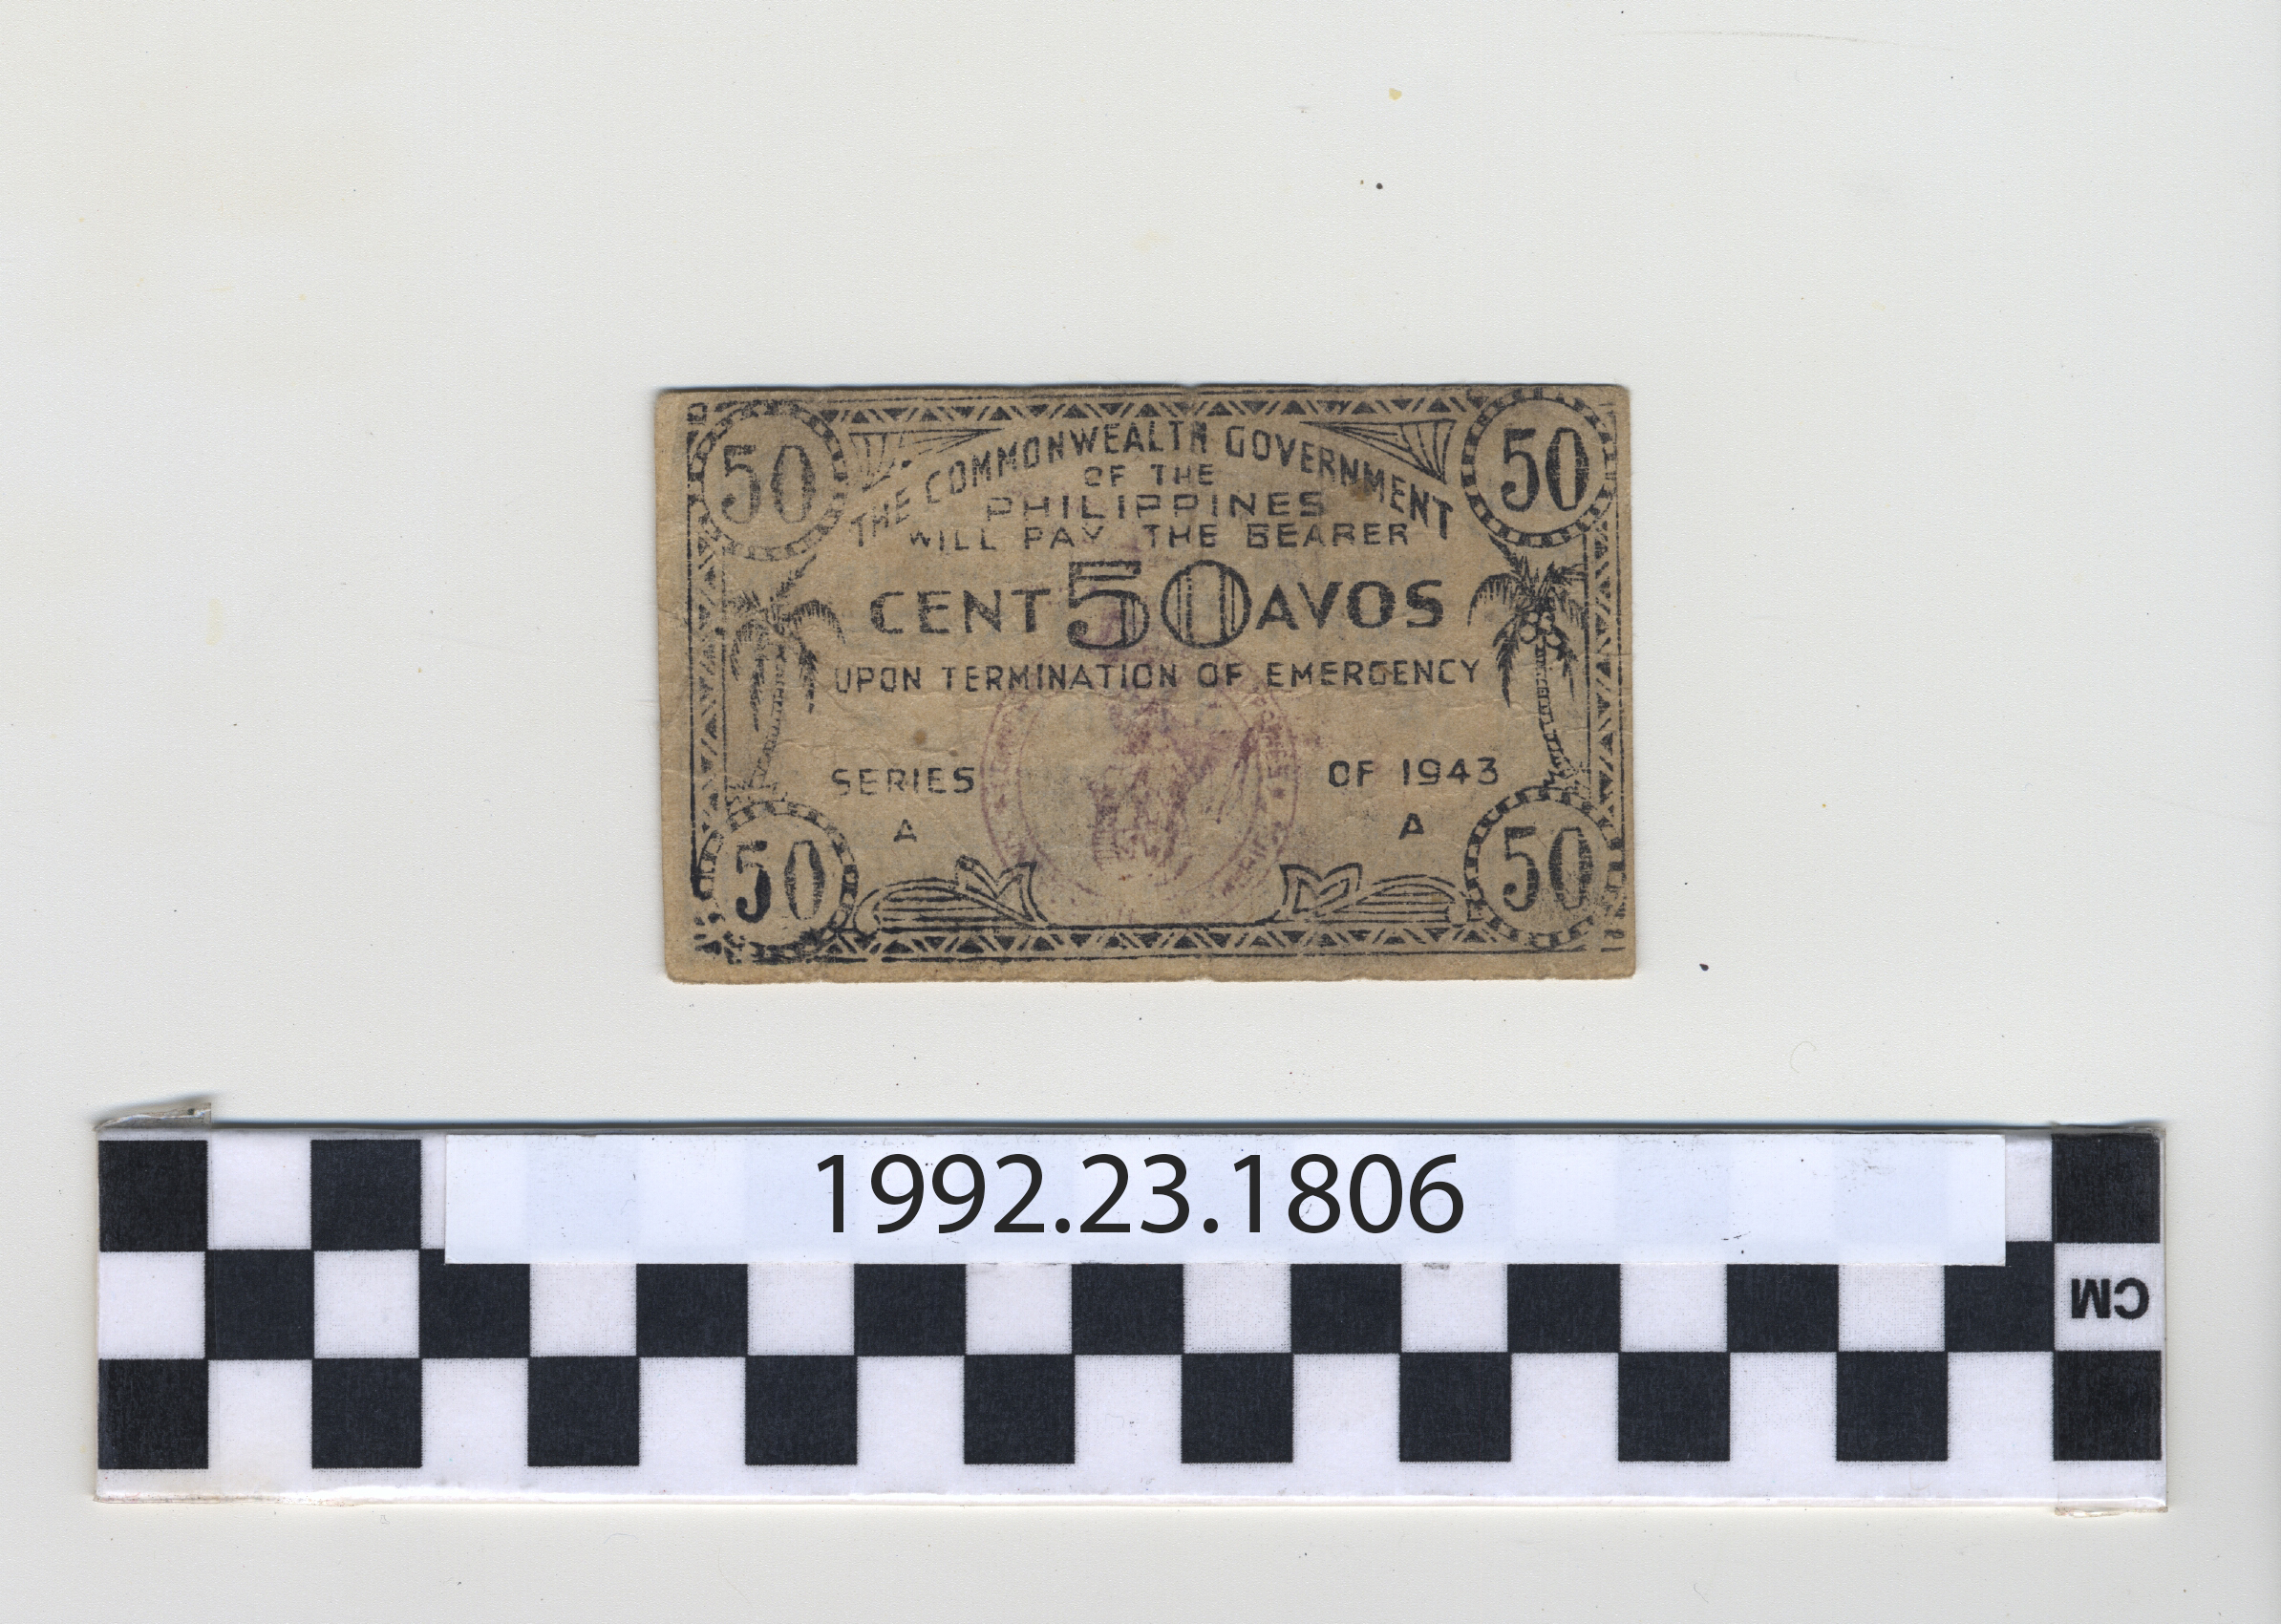 50
50
THE COMMONWEALTH GOVERNMENT
OF THE
PHILIPPINES
WILL PAY THE BEARER
CENT 50 AVOS
UPON TERMINATION OF EMERGENCY
SERIES OF 1943
A A
50
50
1992.23.1806
CM